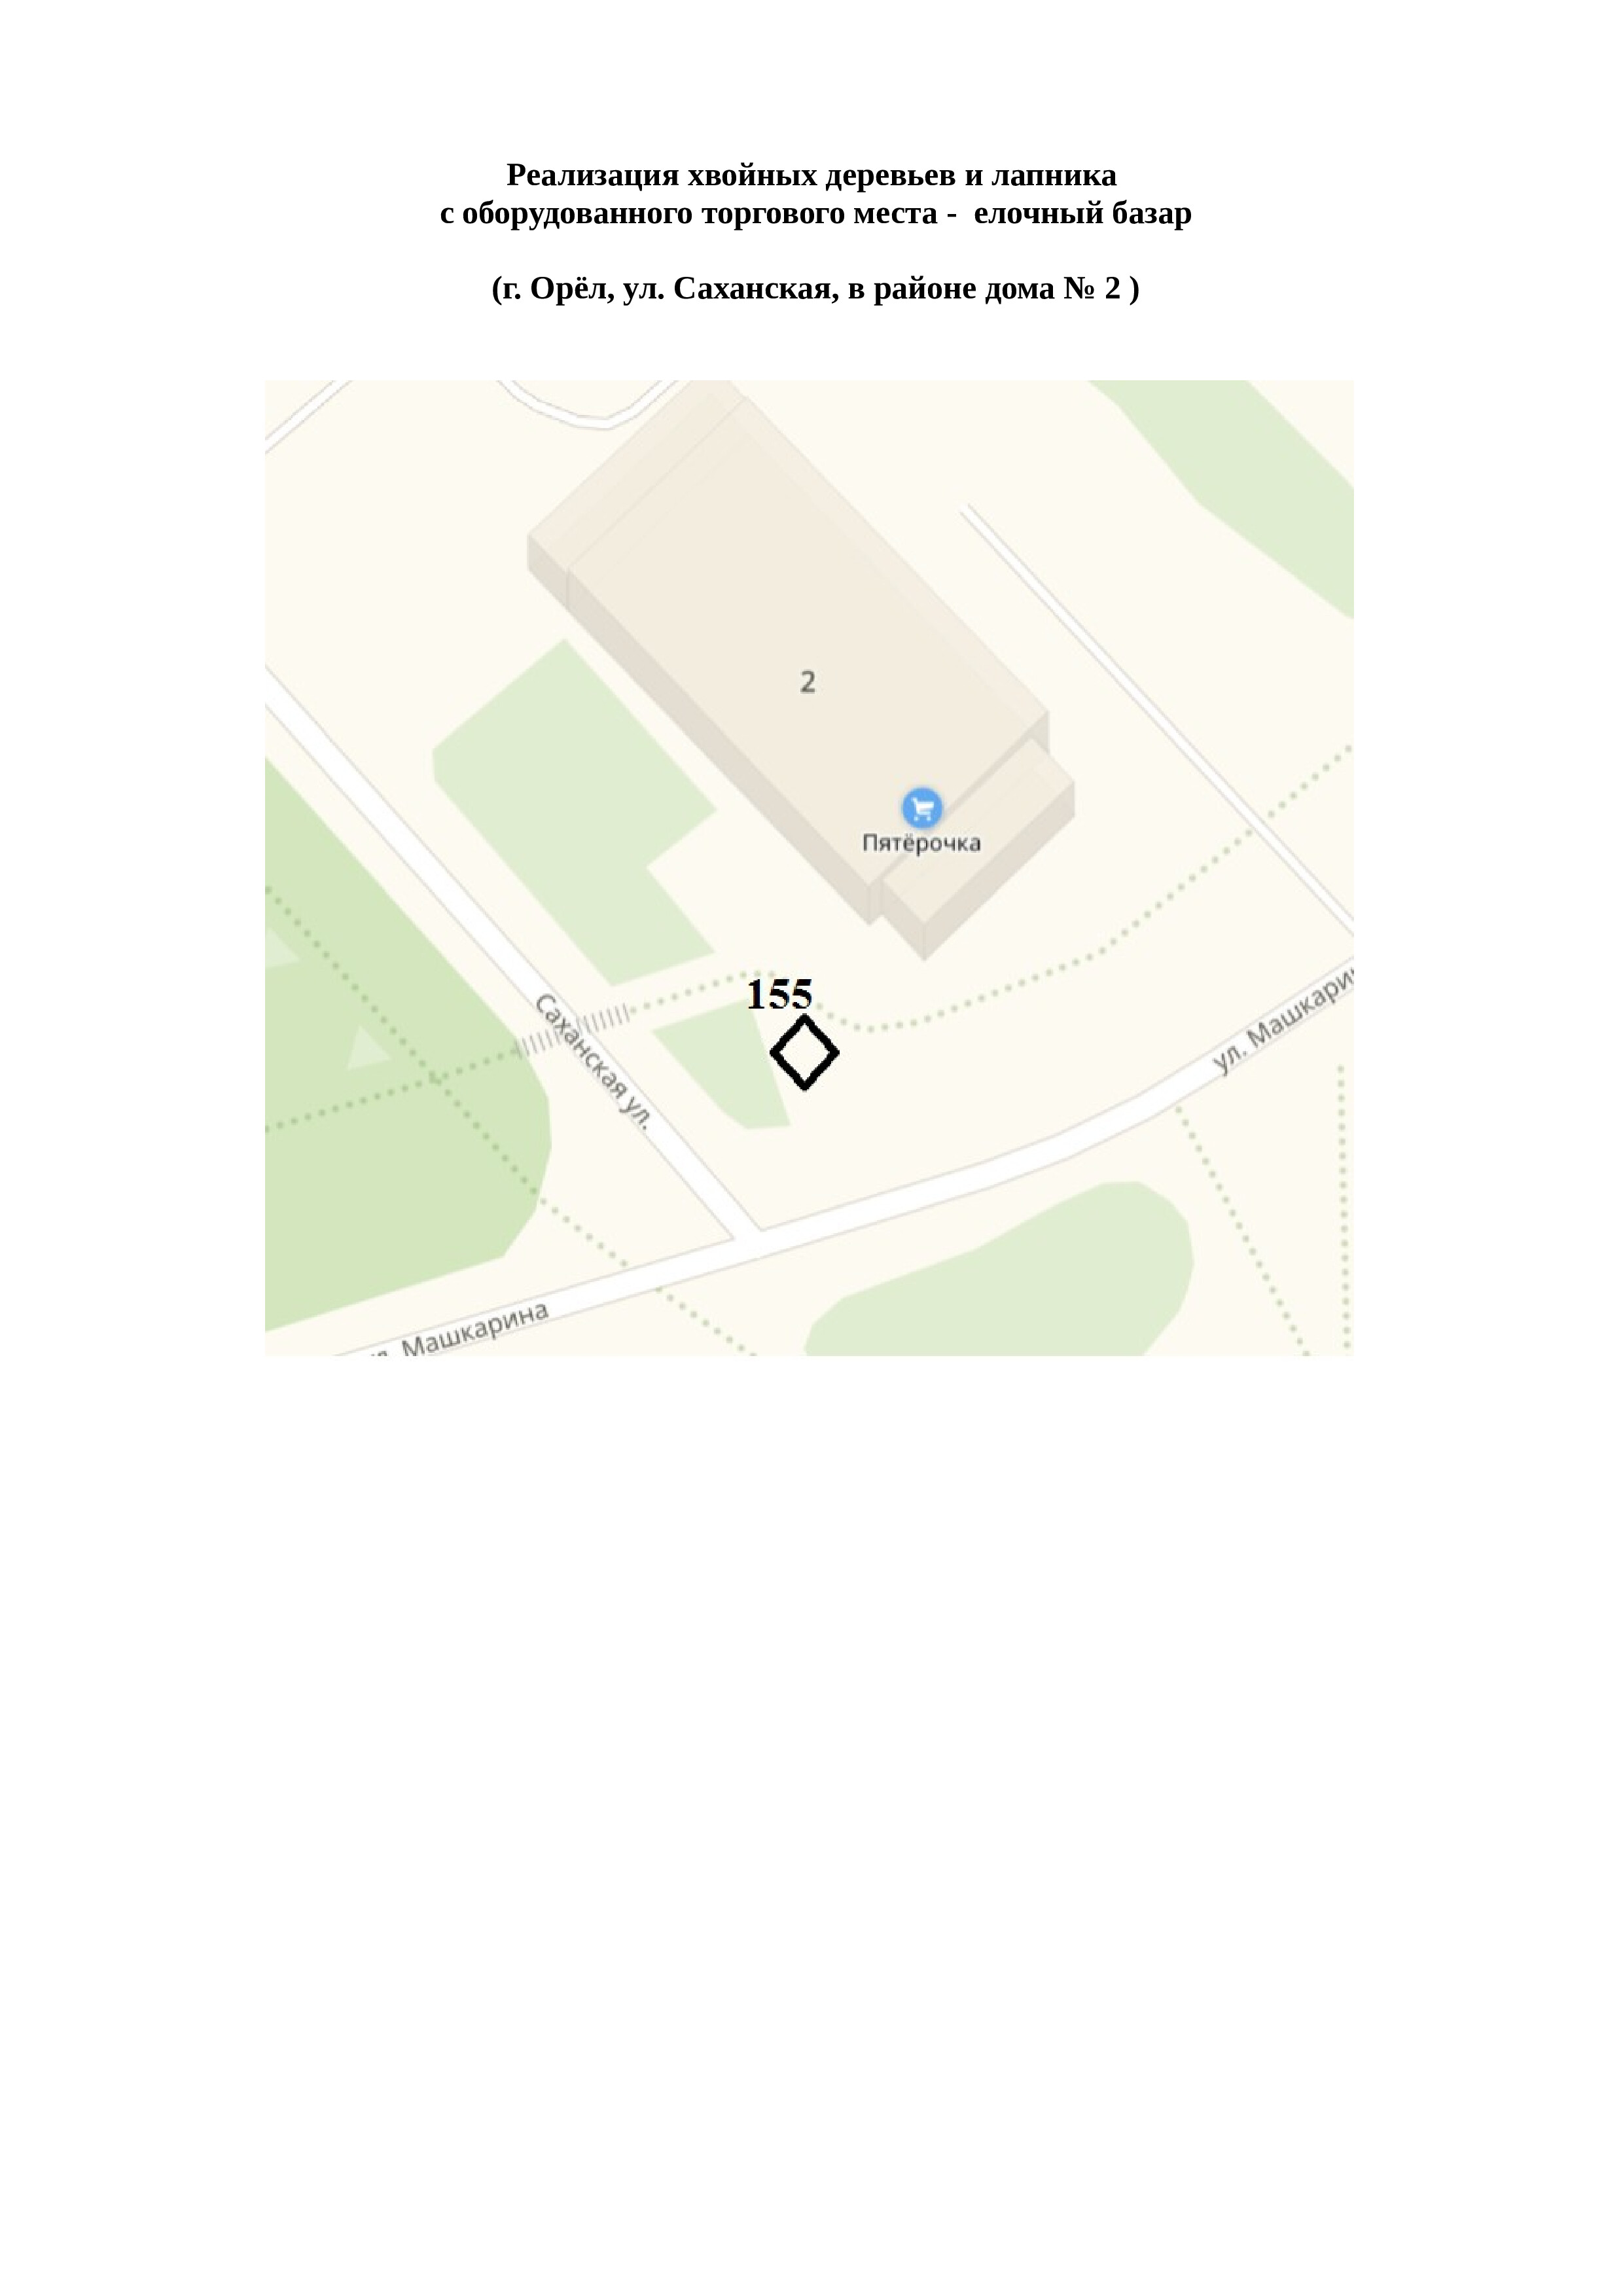 Реализация хвойных деревьев и лапника
с оборудованного торгового места -  елочный базар
(г. Орёл, ул. Саханская, в районе дома № 2 )
2
Пятёрочка
155
Саханская ул.
ул. Машкари
Машкарина